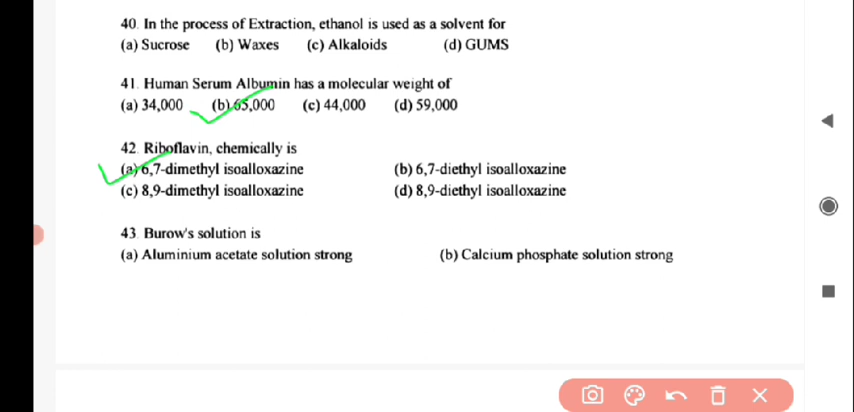 40. In the process of Extraction, ethanol is used as a solvent for
(a) Sucrose (b) Waxes (c) Alkaloids (d) GUMS
41. Human Serum Albumin has a molecular weight of
(a) 34,000 (b) 65,000 (c) 44,000 (d) 59,000
42. Riboflavin, chemically is
(a) 6,7-dimethyl isoalloxazine (b) 6,7-diethyl isoalloxazine
(c) 8,9-dimethyl isoalloxazine (d) 8,9-diethyl isoalloxazine
43. Burow's solution is
(a) Aluminium acetate solution strong (b) Calcium phosphate solution strong